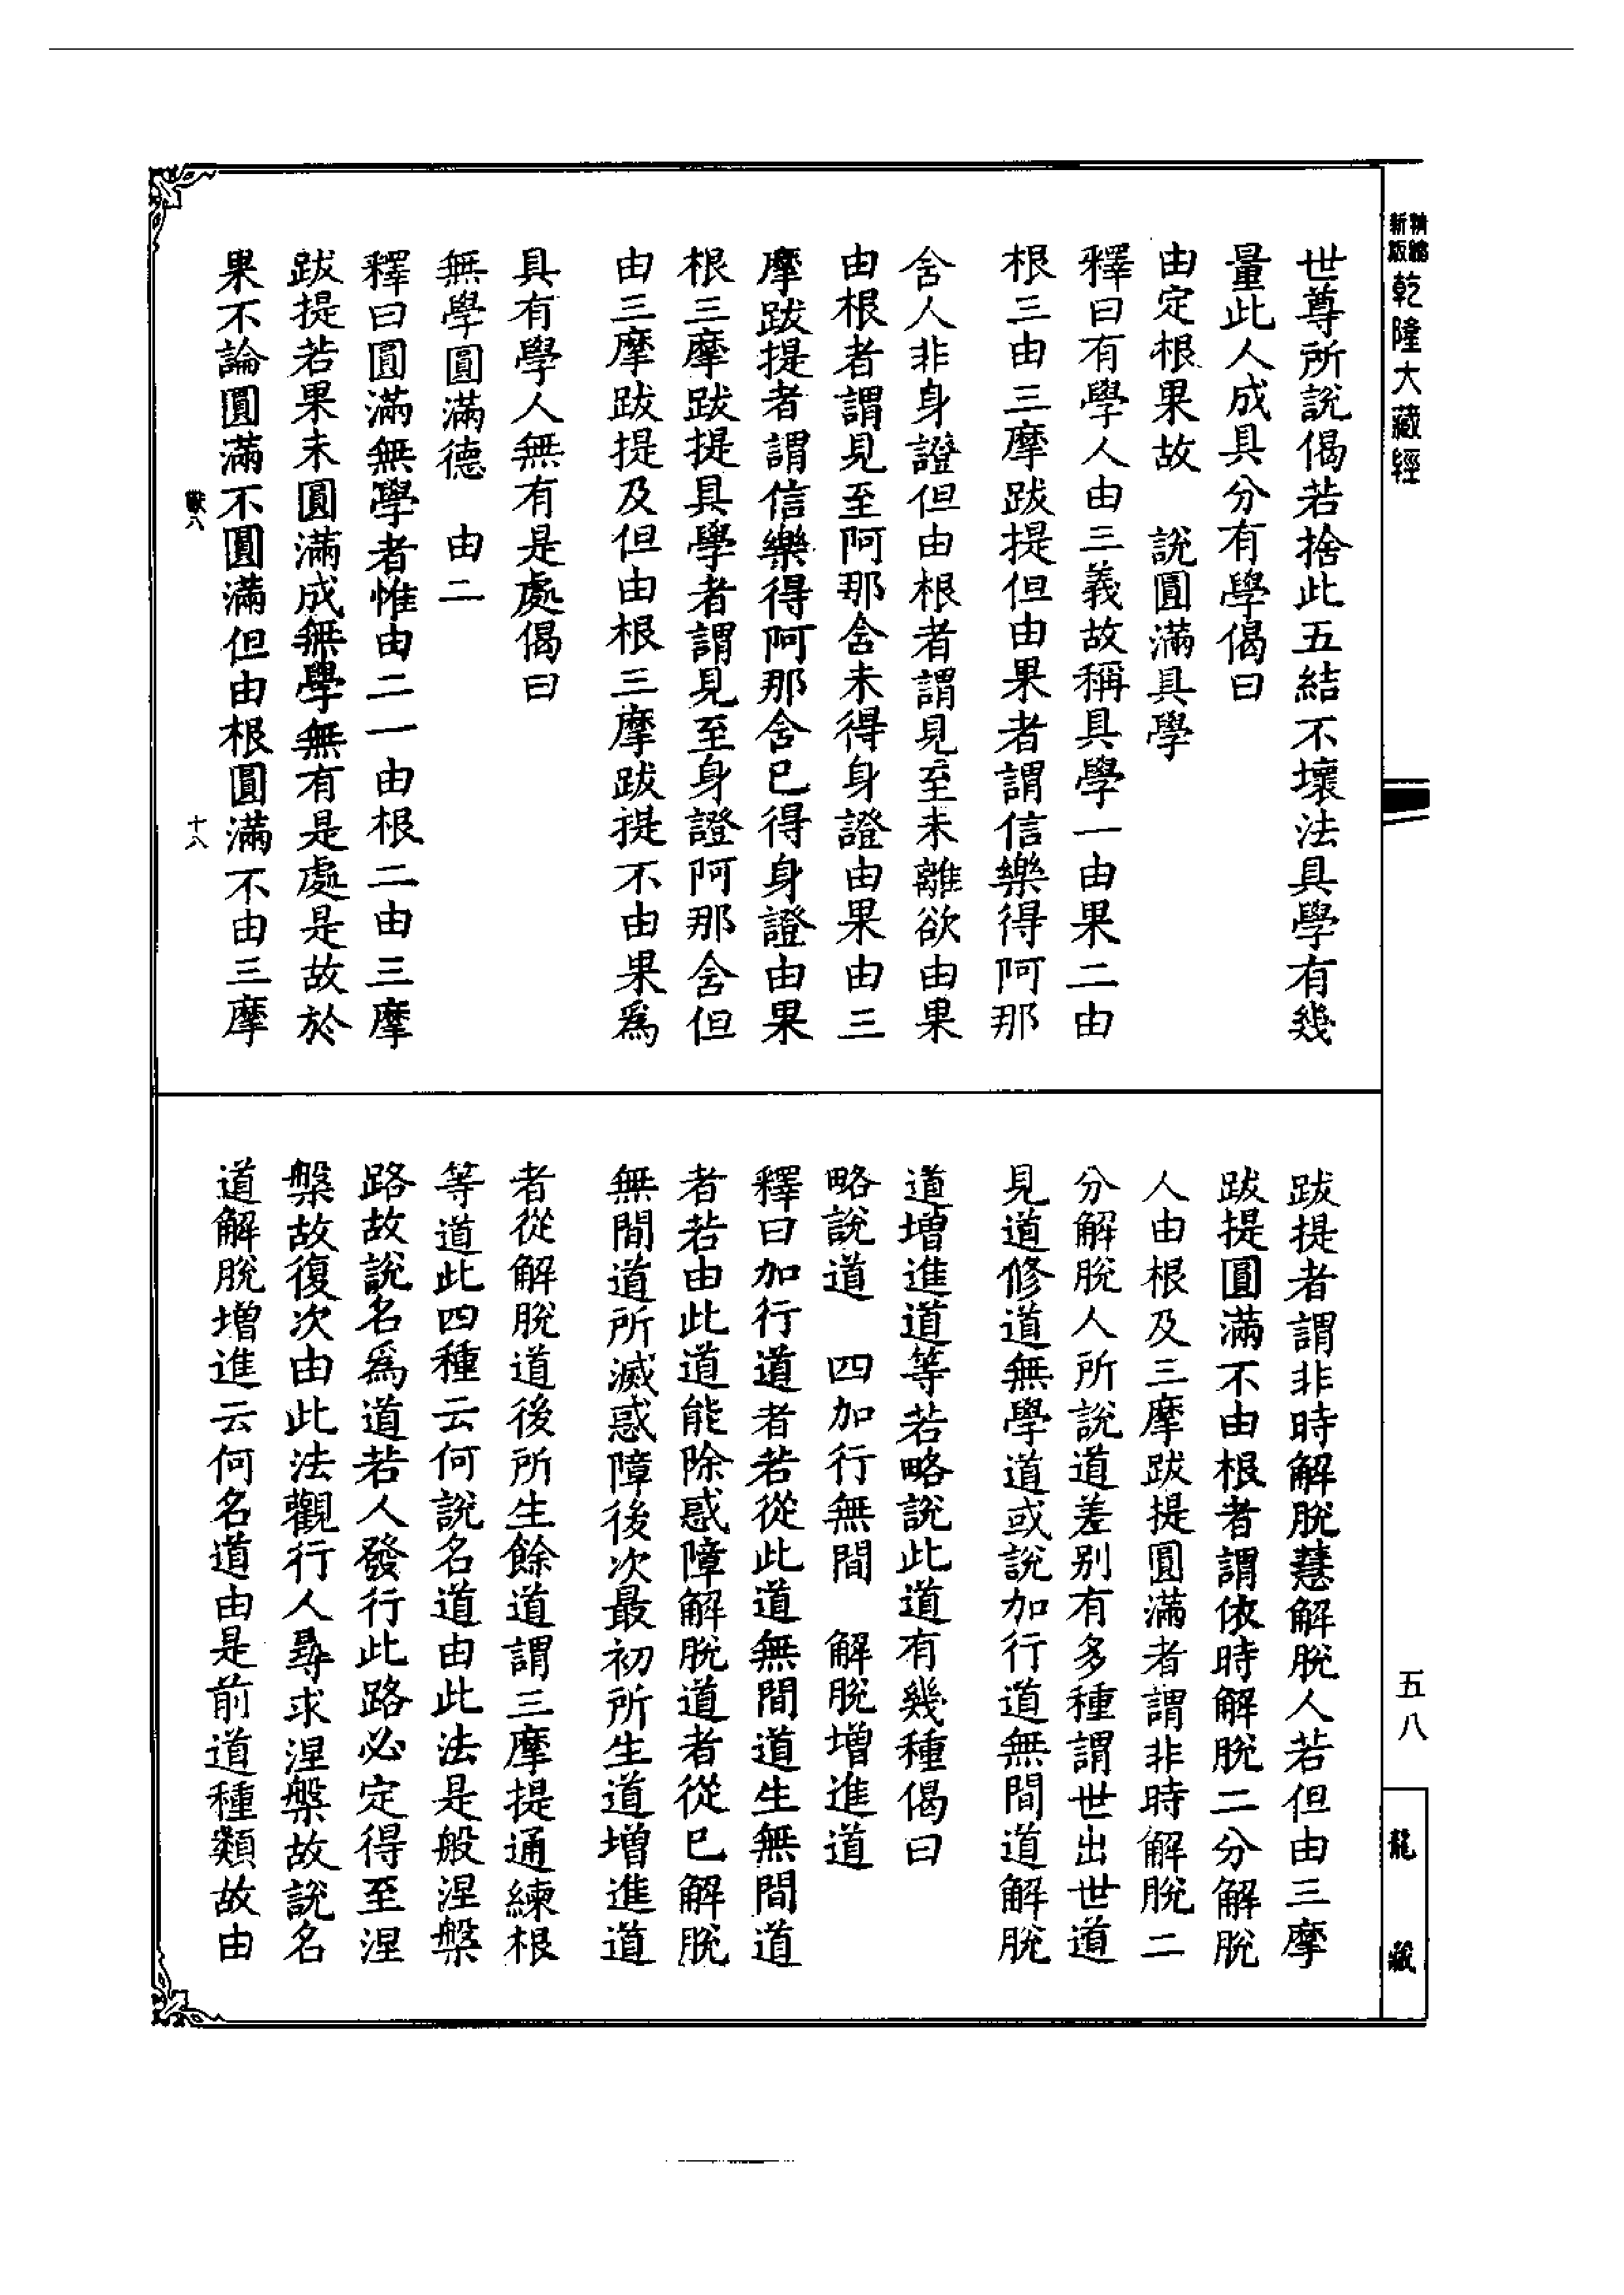 新版
精縮
乾隆大藏經
五八
龍藏
世尊所說偈若捨此五結不壞法具學有幾
量此人成具分有學偈曰
由定根果故　說圓滿具學
釋曰有學人由三義故稱具學一由果二由
根三由三摩跋提但由果者謂信樂得阿那
含人非身證但由根者謂見至未離欲由果
由根者謂見至阿那含未得身證由果由三
摩跋提者謂信樂得阿那含已得身證由果
根三摩跋提具學者謂見至身證阿那含但
由三摩跋提及但由根三摩跋提不由果為
具有學人無有是處偈曰
無學圓滿德　由二
釋曰圓滿無學者惟由二一由根二由三摩
跋提若果未圓滿成無學無有是處是故於
果不論圓滿不圓滿但由根圓滿不由三摩
獸八
十八
跋提者謂非時解脫慧解脫人若但由三摩
跋提圓滿不由根者謂依時解脫二分解脫
人由根及三摩跋提圓滿者謂非時解脫二
分解脫人所說道差別有多種謂世出世道
見道修道無學道或說加行道無間道解脫
道增進道等若略說此道有幾種偈曰
略說道　四加行無間　解脫增進道
釋曰加行道者若從此道無間道生無間道
者若由此道能除惑障解脫道者從已解脫
無間道所滅惑障後次最初所生道增進道
者從解脫道後所生餘道謂三摩提通練根
等道此四種云何說名道由此法是般涅槃
路故說名為道若人發行此路必定得至涅
槃故復次由此法觀行人尋求涅槃故說名
道解脫增進云何名道由是前道種類故由